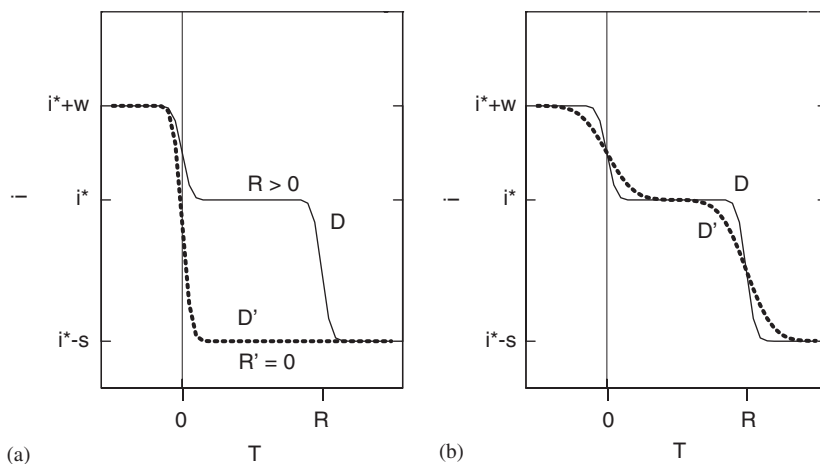 i*+w
i*
i*-s
i
R > 0
D
D'
R' = 0
0
R
T
(a)
i*+w
i*
i*-s
i
D
D'
0
R
T
(b)